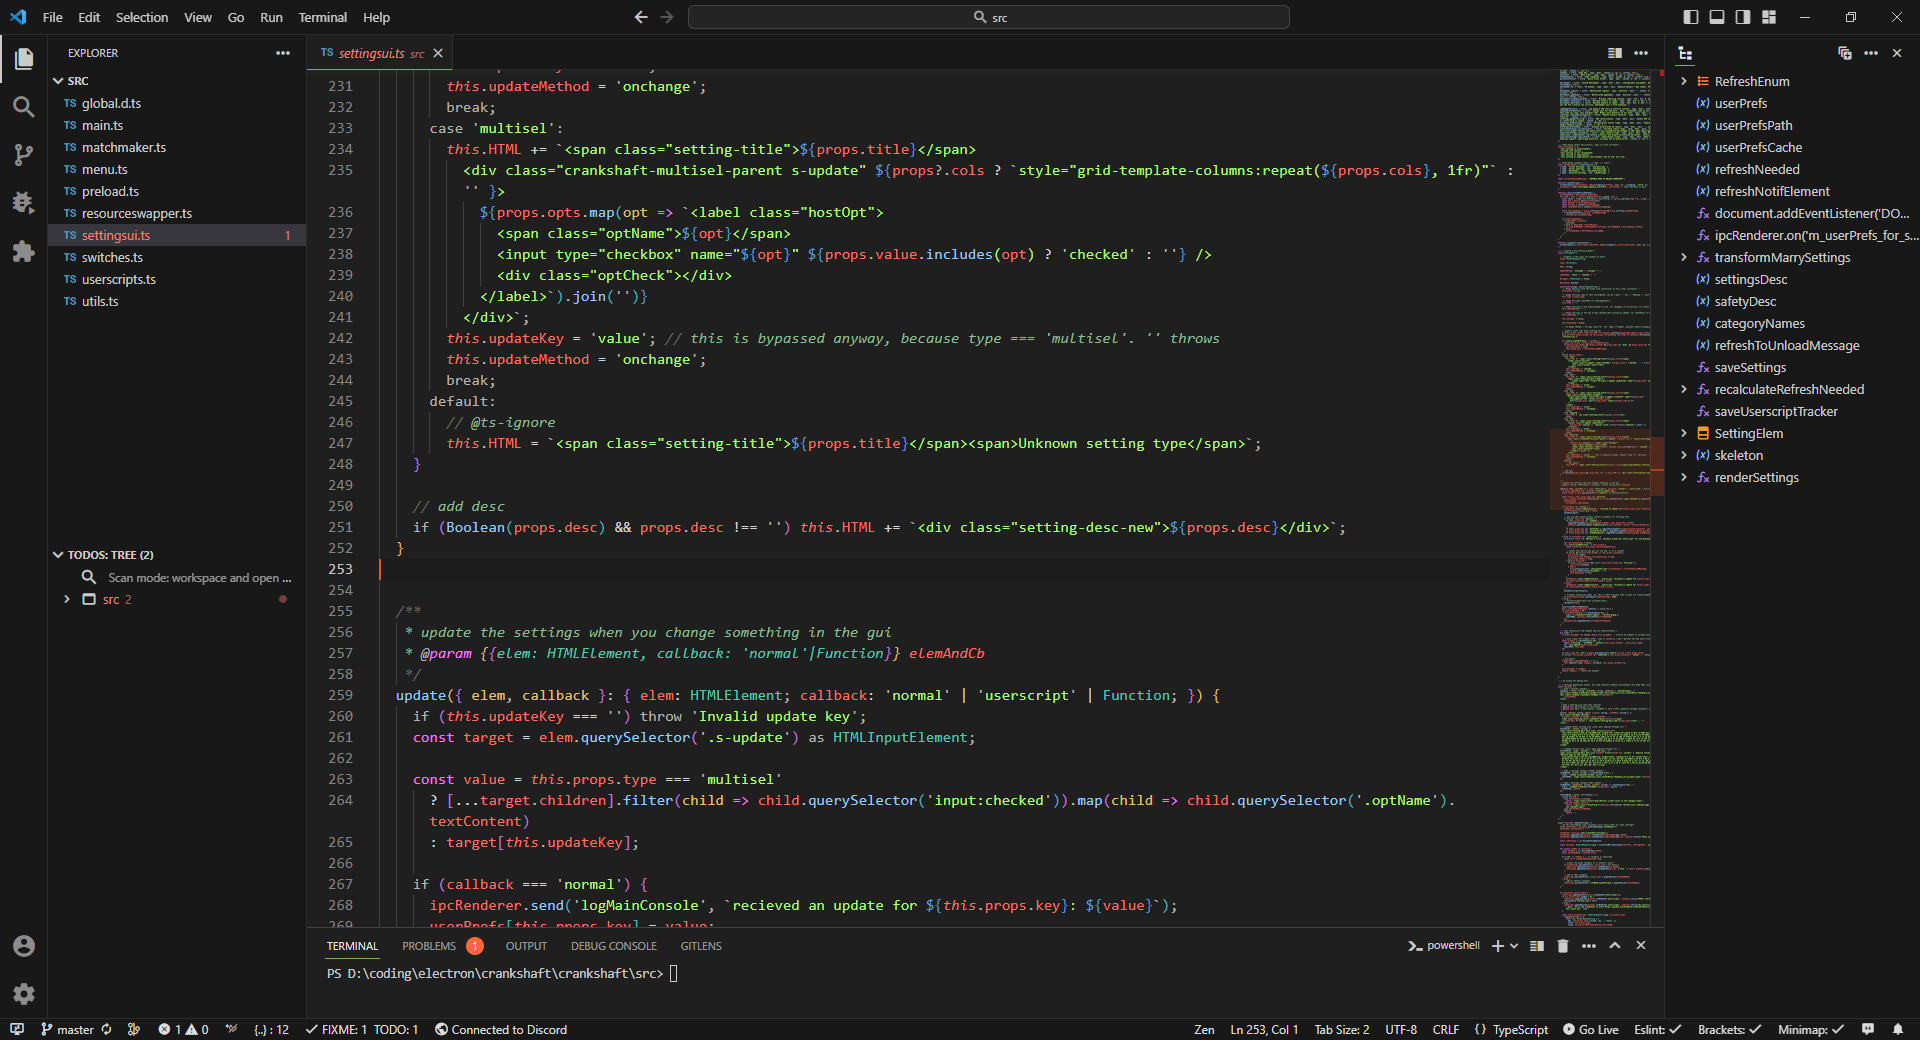 File Edit Selection View Go Run Terminal Help
src
EXPLORER
SRC
TS global.d.ts
TS main.ts
TS matchmaker.ts
TS menu.ts
TS preload.ts
TS resourceswapper.ts
TS settingsui.ts 1
TS switches.ts
TS userscripts.ts
TS utils.ts
TODOS: TREE (2)
Scan mode: workspace and open ...
src 2
TS settingsui.ts src
231 this.updateMethod = 'onchange';
232 break;
233 case 'multisel':
234 this.HTML += `<span class="setting-title">${props.title}</span>
235 <div class="crankshaft-multisel-parent s-update" ${props?.cols ? `style="grid-template-columns:repeat(${props.cols}, 1fr)"` :
'' }>
236 ${props.opts.map(opt => `<label class="hostOpt">
237 <span class="optName">${opt}</span>
238 <input type="checkbox" name="${opt}" ${props.value.includes(opt) ? 'checked' : ''} />
239 <div class="optCheck"></div>
240 </label>`).join('')}
241 </div>`;
242 this.updateKey = 'value'; // this is bypassed anyway, because type === 'multisel'. '' throws
243 this.updateMethod = 'onchange';
244 break;
245 default:
246 // @ts-ignore
247 this.HTML = `<span class="setting-title">${props.title}</span><span>Unknown setting type</span>`;
248 }
249
250 // add desc
251 if (Boolean(props.desc) && props.desc !== '') this.HTML += `<div class="setting-desc-new">${props.desc}</div>`;
252 }
253
254
255 /**
256 * update the settings when you change something in the gui
257 * @param {{elem: HTMLElement, callback: 'normal'|Function}} elemAndCb
258 */
259 update({ elem, callback }: { elem: HTMLElement; callback: 'normal' | 'userscript' | Function; }) {
260 if (this.updateKey === '') throw 'Invalid update key';
261 const target = elem.querySelector('.s-update') as HTMLInputElement;
262
263 const value = this.props.type === 'multisel'
264 ? [...target.children].filter(child => child.querySelector('input:checked')).map(child => child.querySelector('.optName').
textContent)
265 : target[this.updateKey];
266
267 if (callback === 'normal') {
268 ipcRenderer.send('logMainConsole', `recieved an update for ${this.props.key}: ${value}`);
269 userPrefs[this.props.key] = value;
RefreshEnum
userPrefs
userPrefsPath
userPrefsCache
refreshNeeded
refreshNotifElement
document.addEventListener('DO...
ipcRenderer.on('m_userPrefs_for_s...
transformMarrySettings
settingsDesc
safetyDesc
categoryNames
refreshToUnloadMessage
saveSettings
recalculateRefreshNeeded
saveUserscriptTracker
SettingElem
skeleton
renderSettings
TERMINAL PROBLEMS 1 OUTPUT DEBUG CONSOLE GITLENS
powershell
PS D:\coding\electron\crankshaft\crankshaft\src>
master 1 0 {..} : 12 FIXME: 1 TODO: 1 Connected to Discord
Zen Ln 253, Col 1 Tab Size: 2 UTF-8 CRLF {} TypeScript Go Live Eslint: Brackets: Minimap: